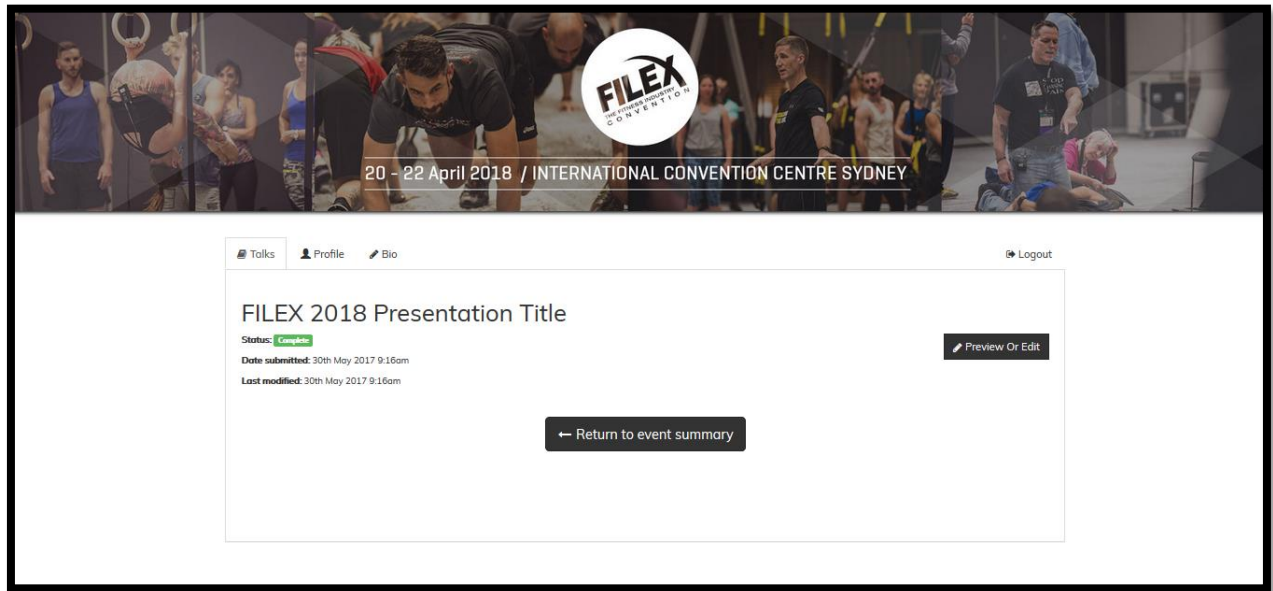 FILEX
THE FITNESS INDUSTRY
CONVENTION
20 - 22 April 2018 / INTERNATIONAL CONVENTION CENTRE SYDNEY
Talks Profile Bio Logout
FILEX 2018 Presentation Title
Status: Complete
Preview Or Edit
Date submitted: 30th May 2017 9:16am
Last modified: 30th May 2017 9:16am
← Return to event summary